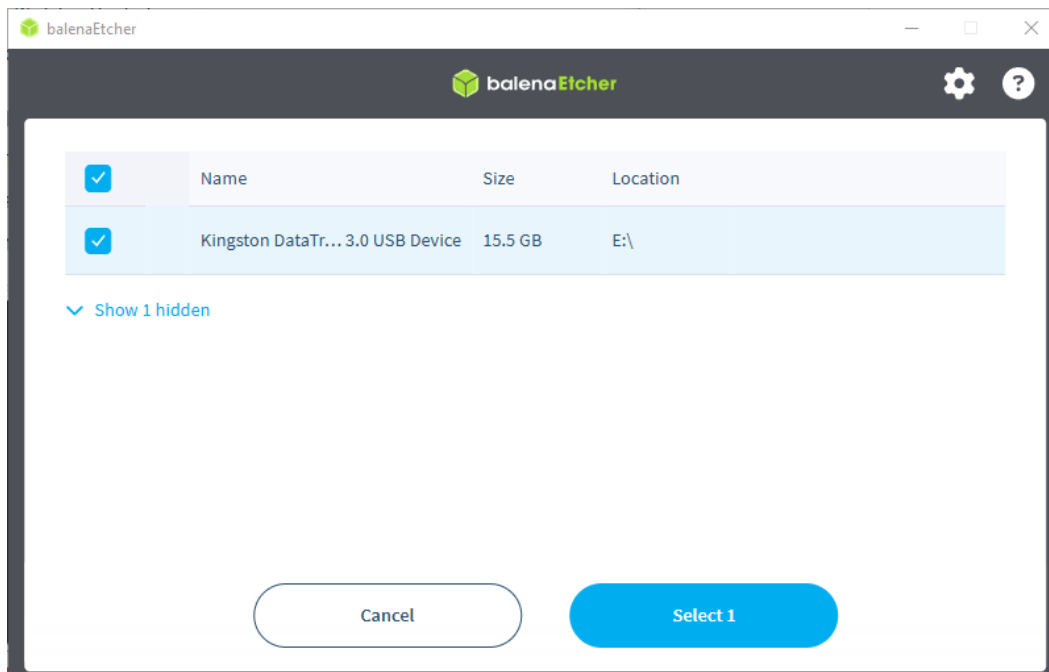 balenaEtcher
balenaEtcher
?
Name Size Location
Kingston DataTr... 3.0 USB Device 15.5 GB E:\
Show 1 hidden
Cancel Select 1